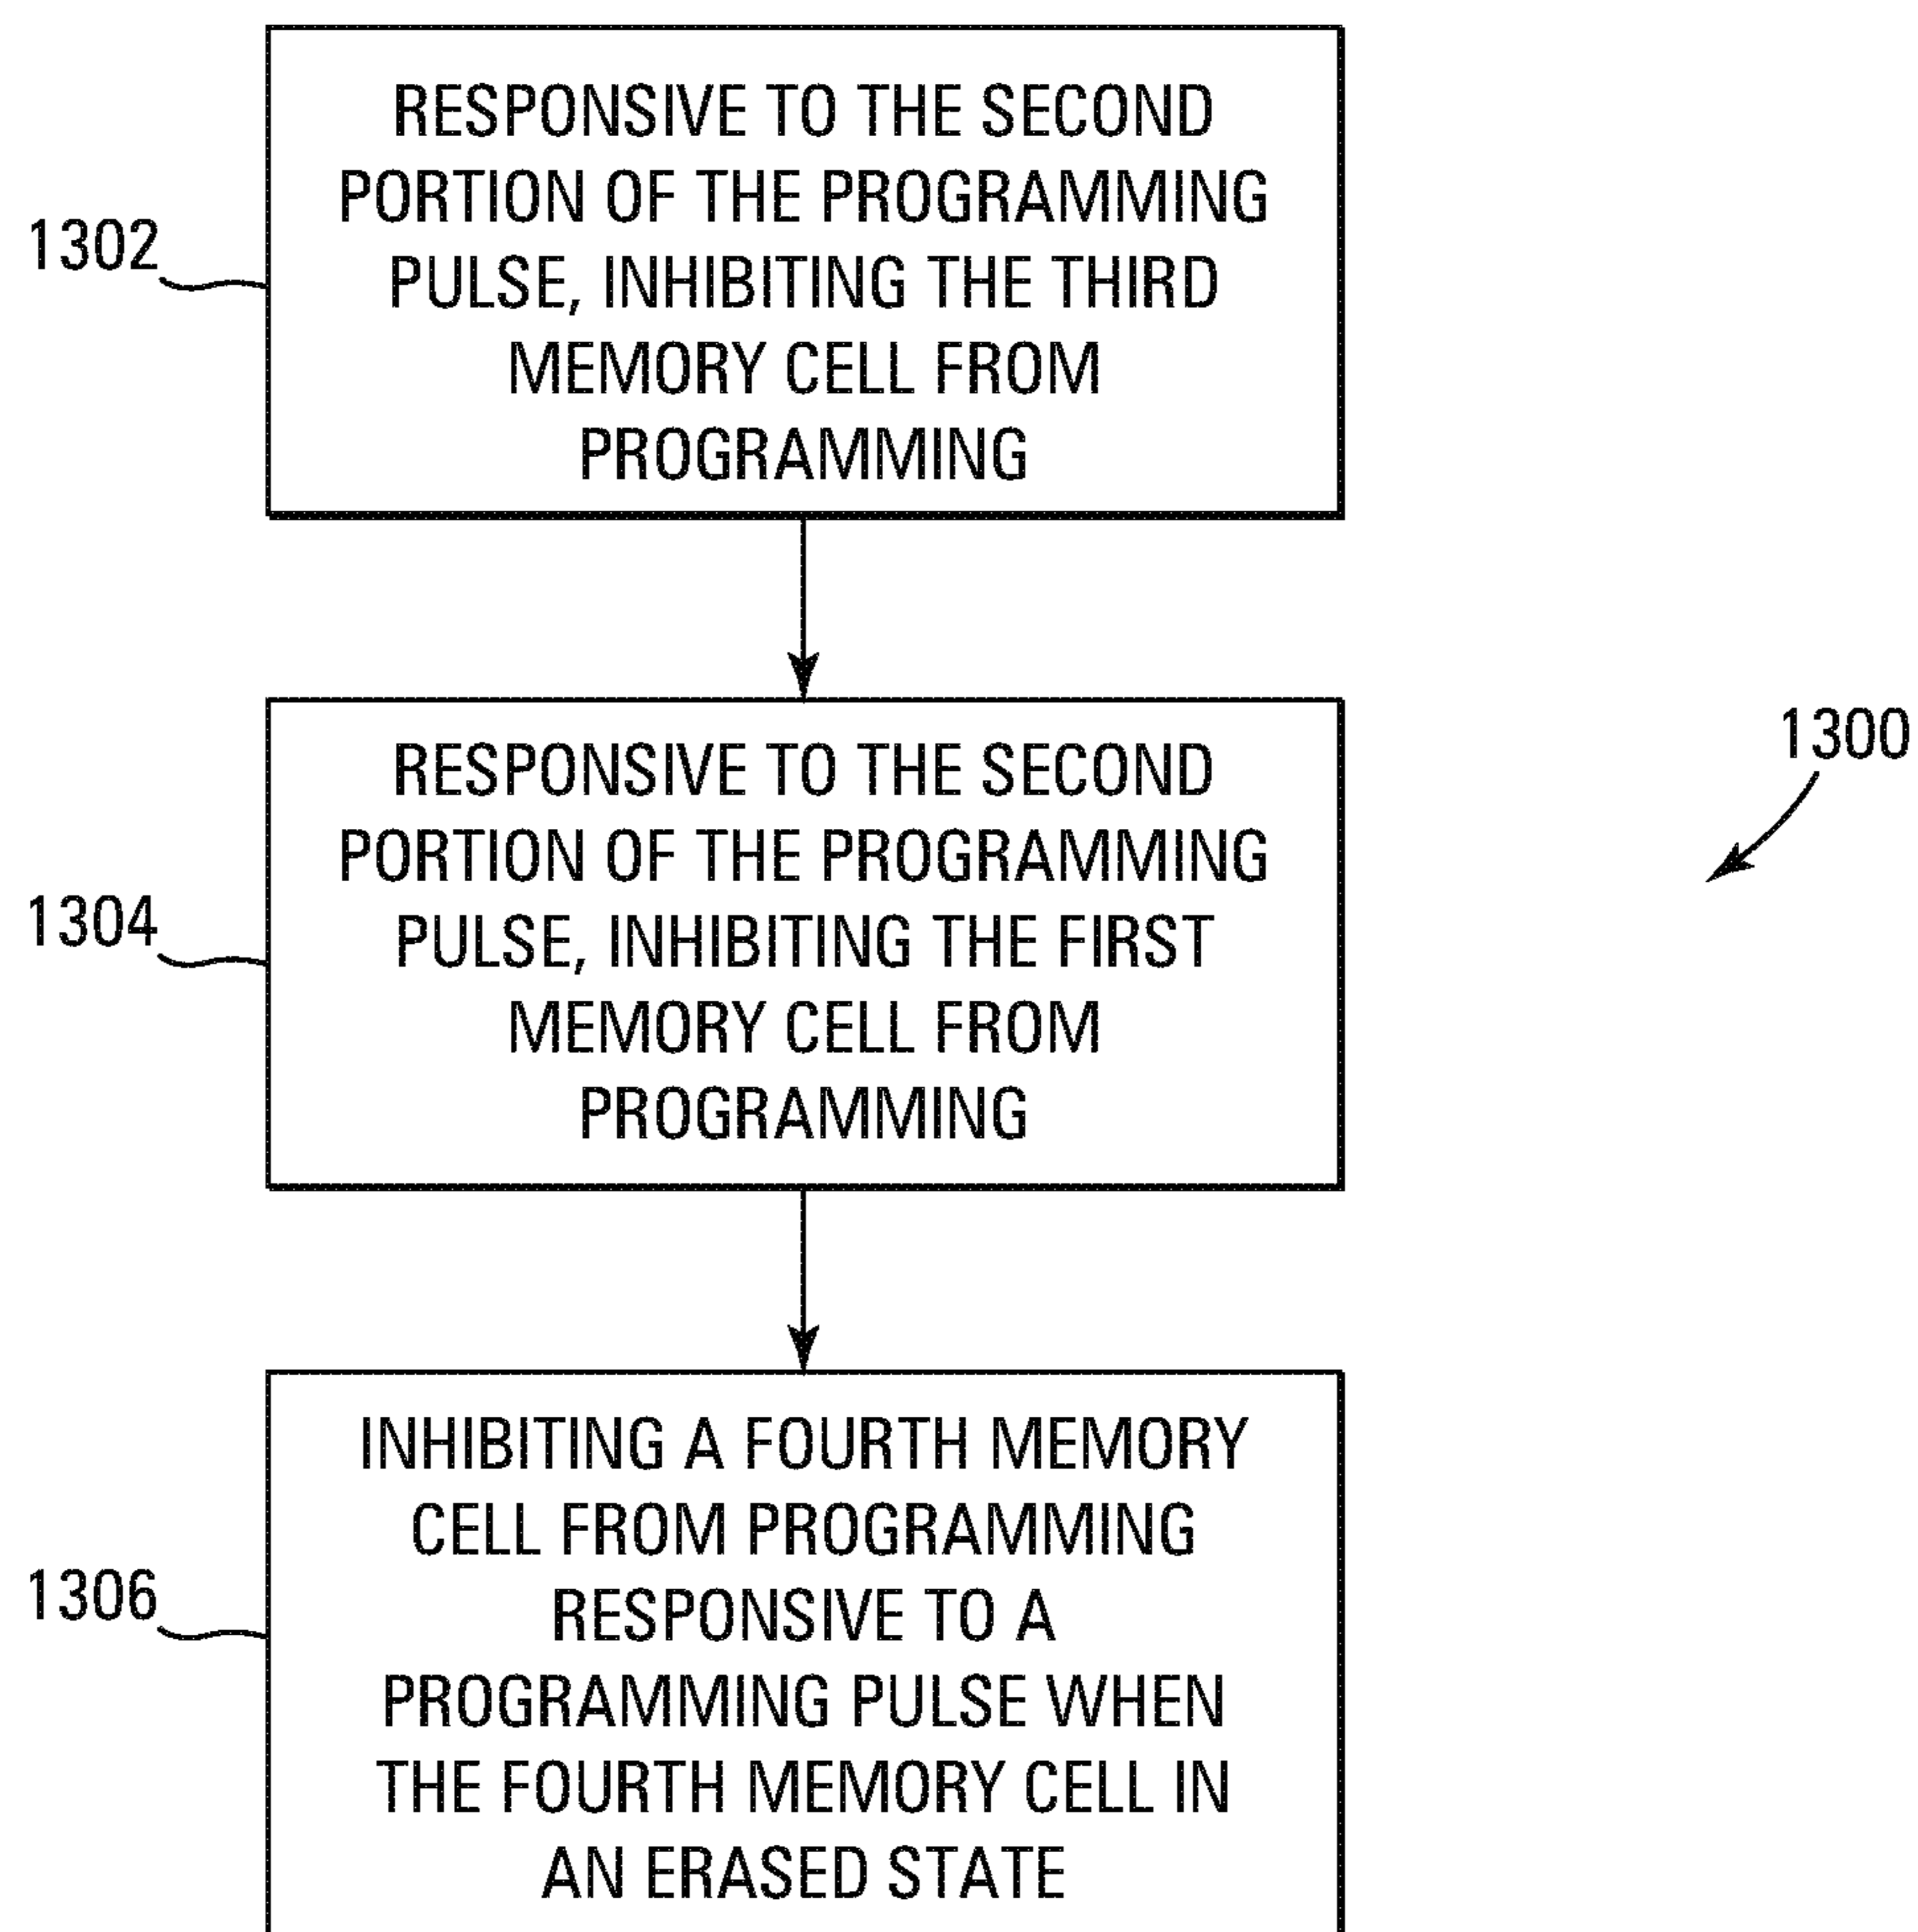 RESPONSIVE TO THE SECOND
PORTION OF THE PROGRAMMING
PULSE, INHIBITING THE THIRD
MEMORY CELL FROM
PROGRAMMING
1302
RESPONSIVE TO THE SECOND
PORTION OF THE PROGRAMMING
PULSE, INHIBITING THE FIRST
MEMORY CELL FROM
PROGRAMMING
1304
1300
INHIBITING A FOURTH MEMORY
CELL FROM PROGRAMMING
RESPONSIVE TO A
PROGRAMMING PULSE WHEN
THE FOURTH MEMORY CELL IN
AN ERASED STATE
1306